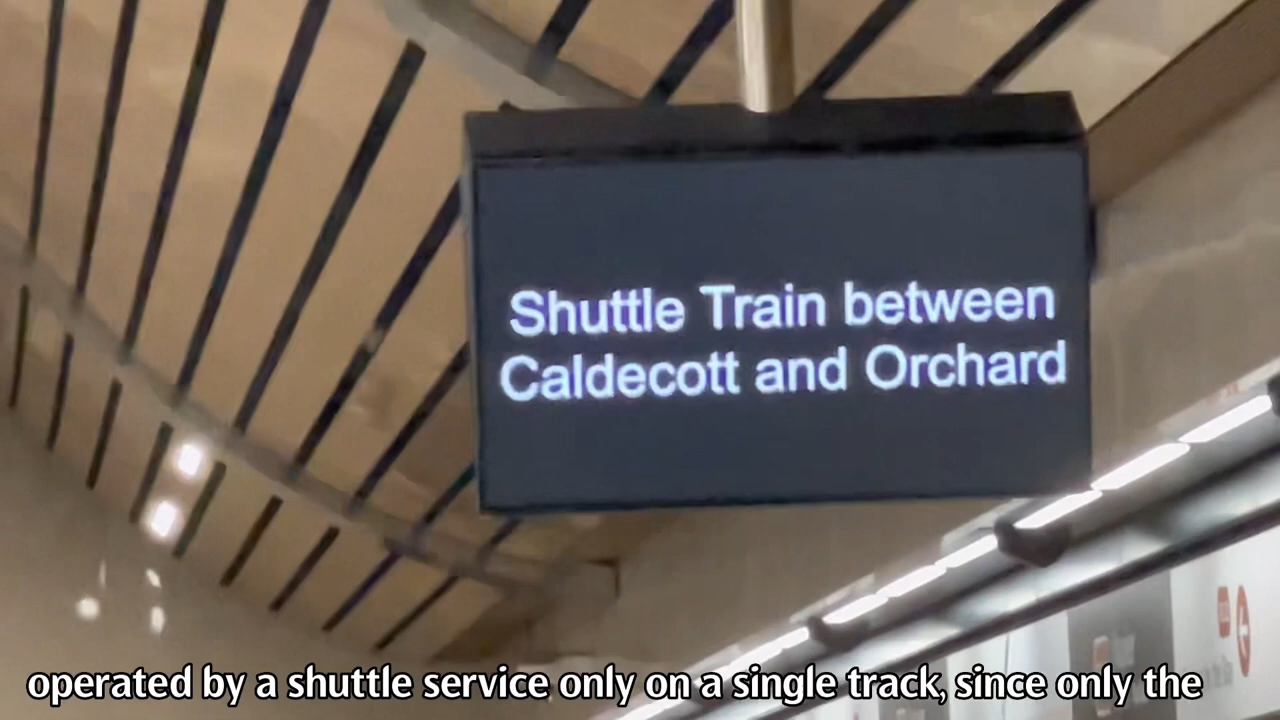 Shuttle Train between
Caldecott and Orchard
operated by a shuttle service only on a single track, since only the